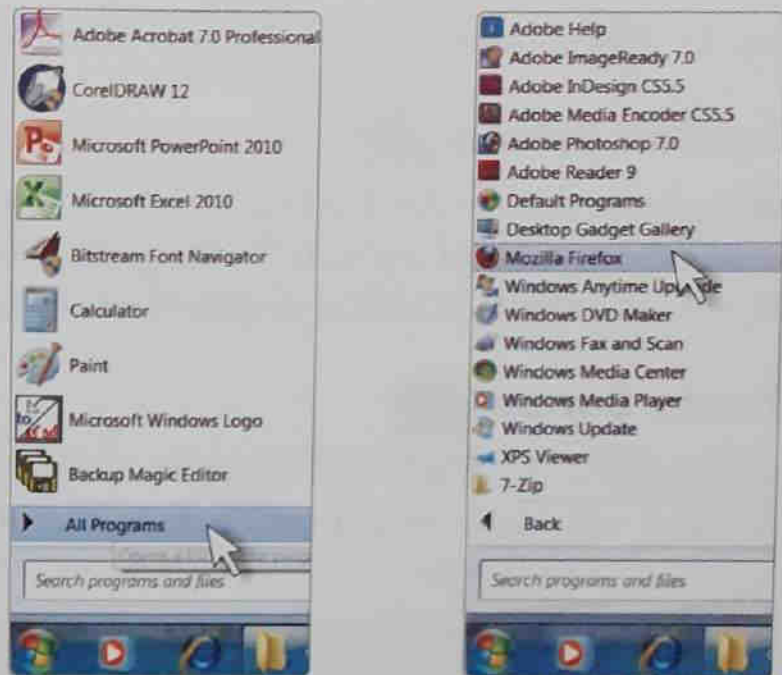 Adobe Acrobat 7.0 Professional
CorelDRAW 12
Microsoft PowerPoint 2010
Microsoft Excel 2010
Bitstream Font Navigator
Calculator
Paint
Microsoft Windows Logo
Backup Magic Editor
All Programs
Search programs and files
Adobe Help
Adobe ImageReady 7.0
Adobe InDesign CS5.5
Adobe Media Encoder CS5.5
Adobe Photoshop 7.0
Adobe Reader 9
Default Programs
Desktop Gadget Gallery
Mozilla Firefox
Windows Anytime Upgrade
Windows DVD Maker
Windows Fax and Scan
Windows Media Center
Windows Media Player
Windows Update
XPS Viewer
7-Zip
Back
Search programs and files